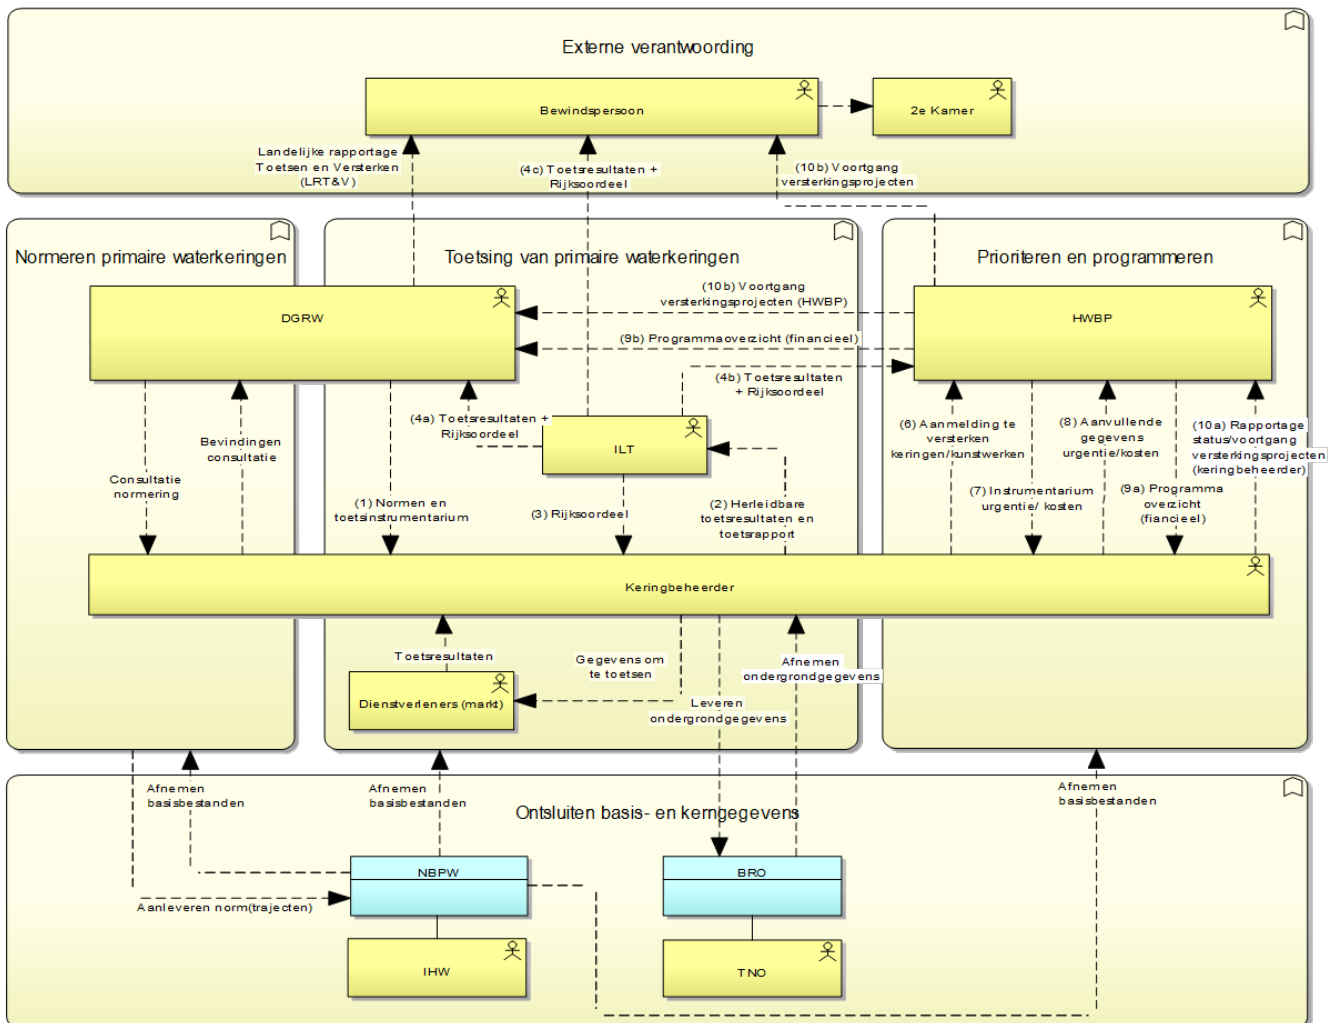 Externe verantwoording
Bewindspersoon
2e Kamer
Landelijke rapportage
Toetsen en Versterken
(LRT&V)
(4c) Toetsresultaten +
Rijksoordeel
(10b) Voortgang
versterkingsprojecten
Normeren primaire waterkeringen
Toetsing van primaire waterkeringen
Prioriteren en programmeren
DGRW
(10b) Voortgang
versterkingsprojecten (HWBP)
HWBP
(9b) Programmaoverzicht (financieel)
(4b) Toetsresultaten
+ Rijksoordeel
(4a) Toetsresultaten +
Rijksoordeel
ILT
Bevindingen
consultatie
Consultatie
normering
(1) Normen en
toetsinstrumentarium
(3) Rijksoordeel
(2) Herleidbare
toetsresultaten en
toetsrapport
(6) Aanmelding te
versterken
keringen/kunstwerken
(7) Instrumentarium
urgentie/ kosten
(8) Aanvullende
gegevens
urgentie/kosten
(9a) Programma
overzicht
(fiancieel)
(10a) Rapportage
status/voortgang
versterkingsprojecten
(keringbeheerder)
Keringbeheerder
Toetsresultaten
Gegevens om
te toetsen
Afnemen
ondergrondgegevens
Dienstverleners (markt)
Leveren
ondergrondgegevens
Afnemen
basisbestanden
Afnemen
basisbestanden
Afnemen
basisbestanden
Ontsluiten basis- en kerngegevens
NBPW
BRO
Aanleveren norm(trajecten)
IHW
TNO